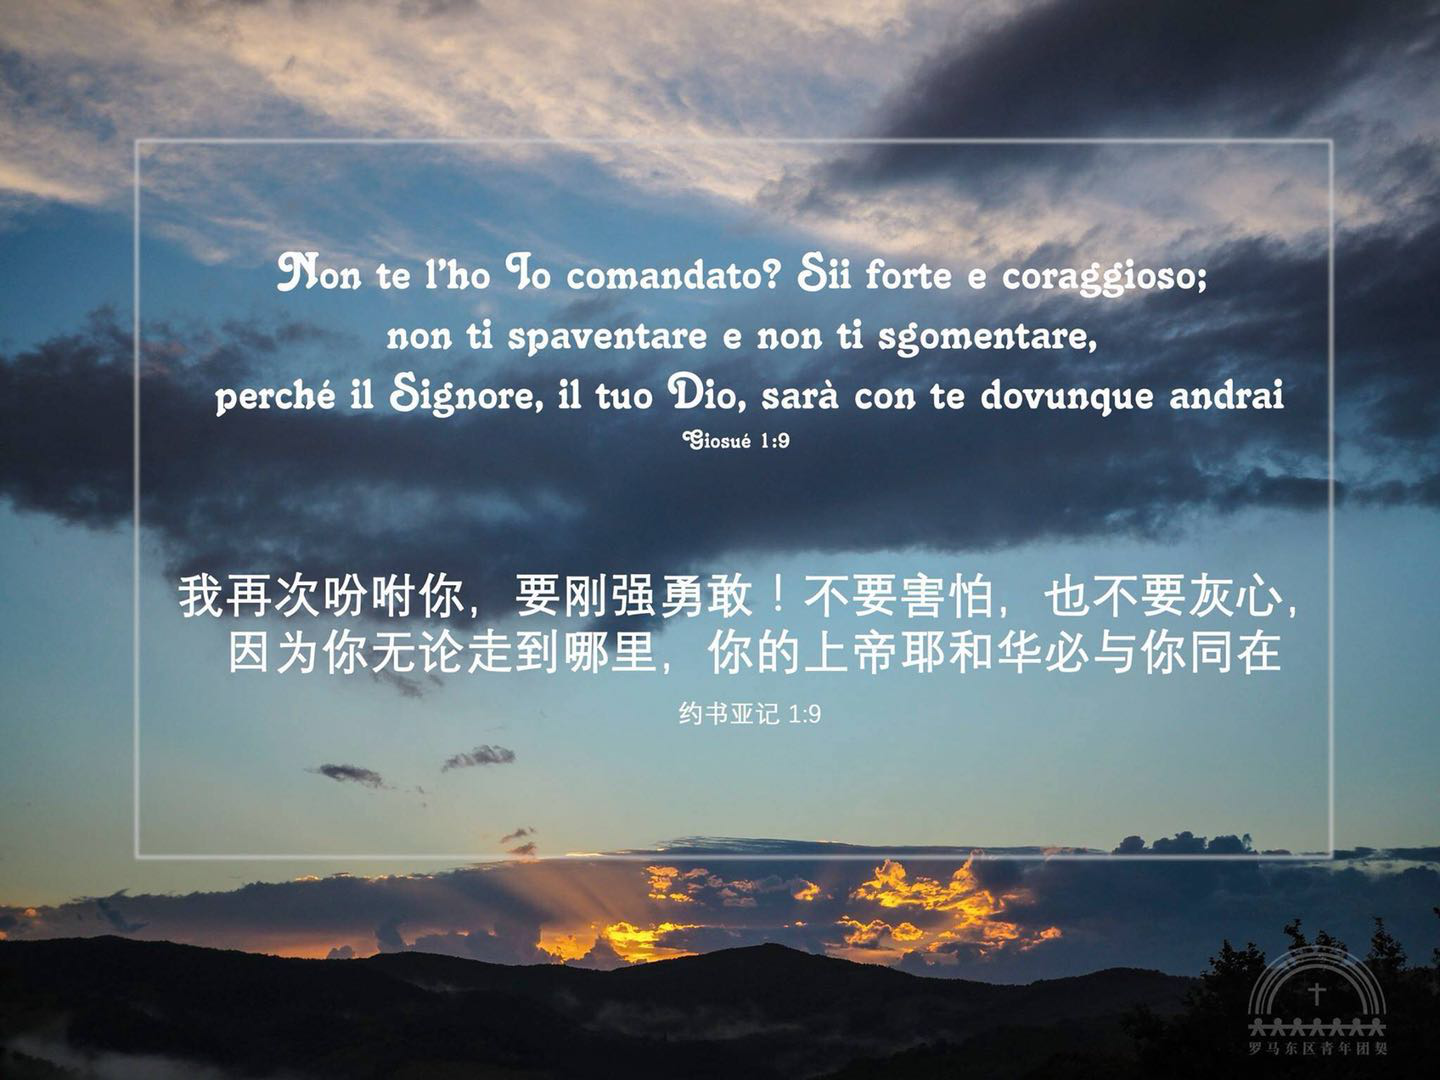 Non te l'ho Io comandato? Sii forte e coraggioso;
non ti spaventare e non ti sgomentare,
perché il Signore, il tuo Dio, sarà con te dovunque andrai
Giosué 1:9
我再次吩咐你，要刚强勇敢！不要害怕，也不要灰心，
因为你无论走到哪里，你的上帝耶和华必与你同在
约书亚记 1:9
罗马东区青年团契